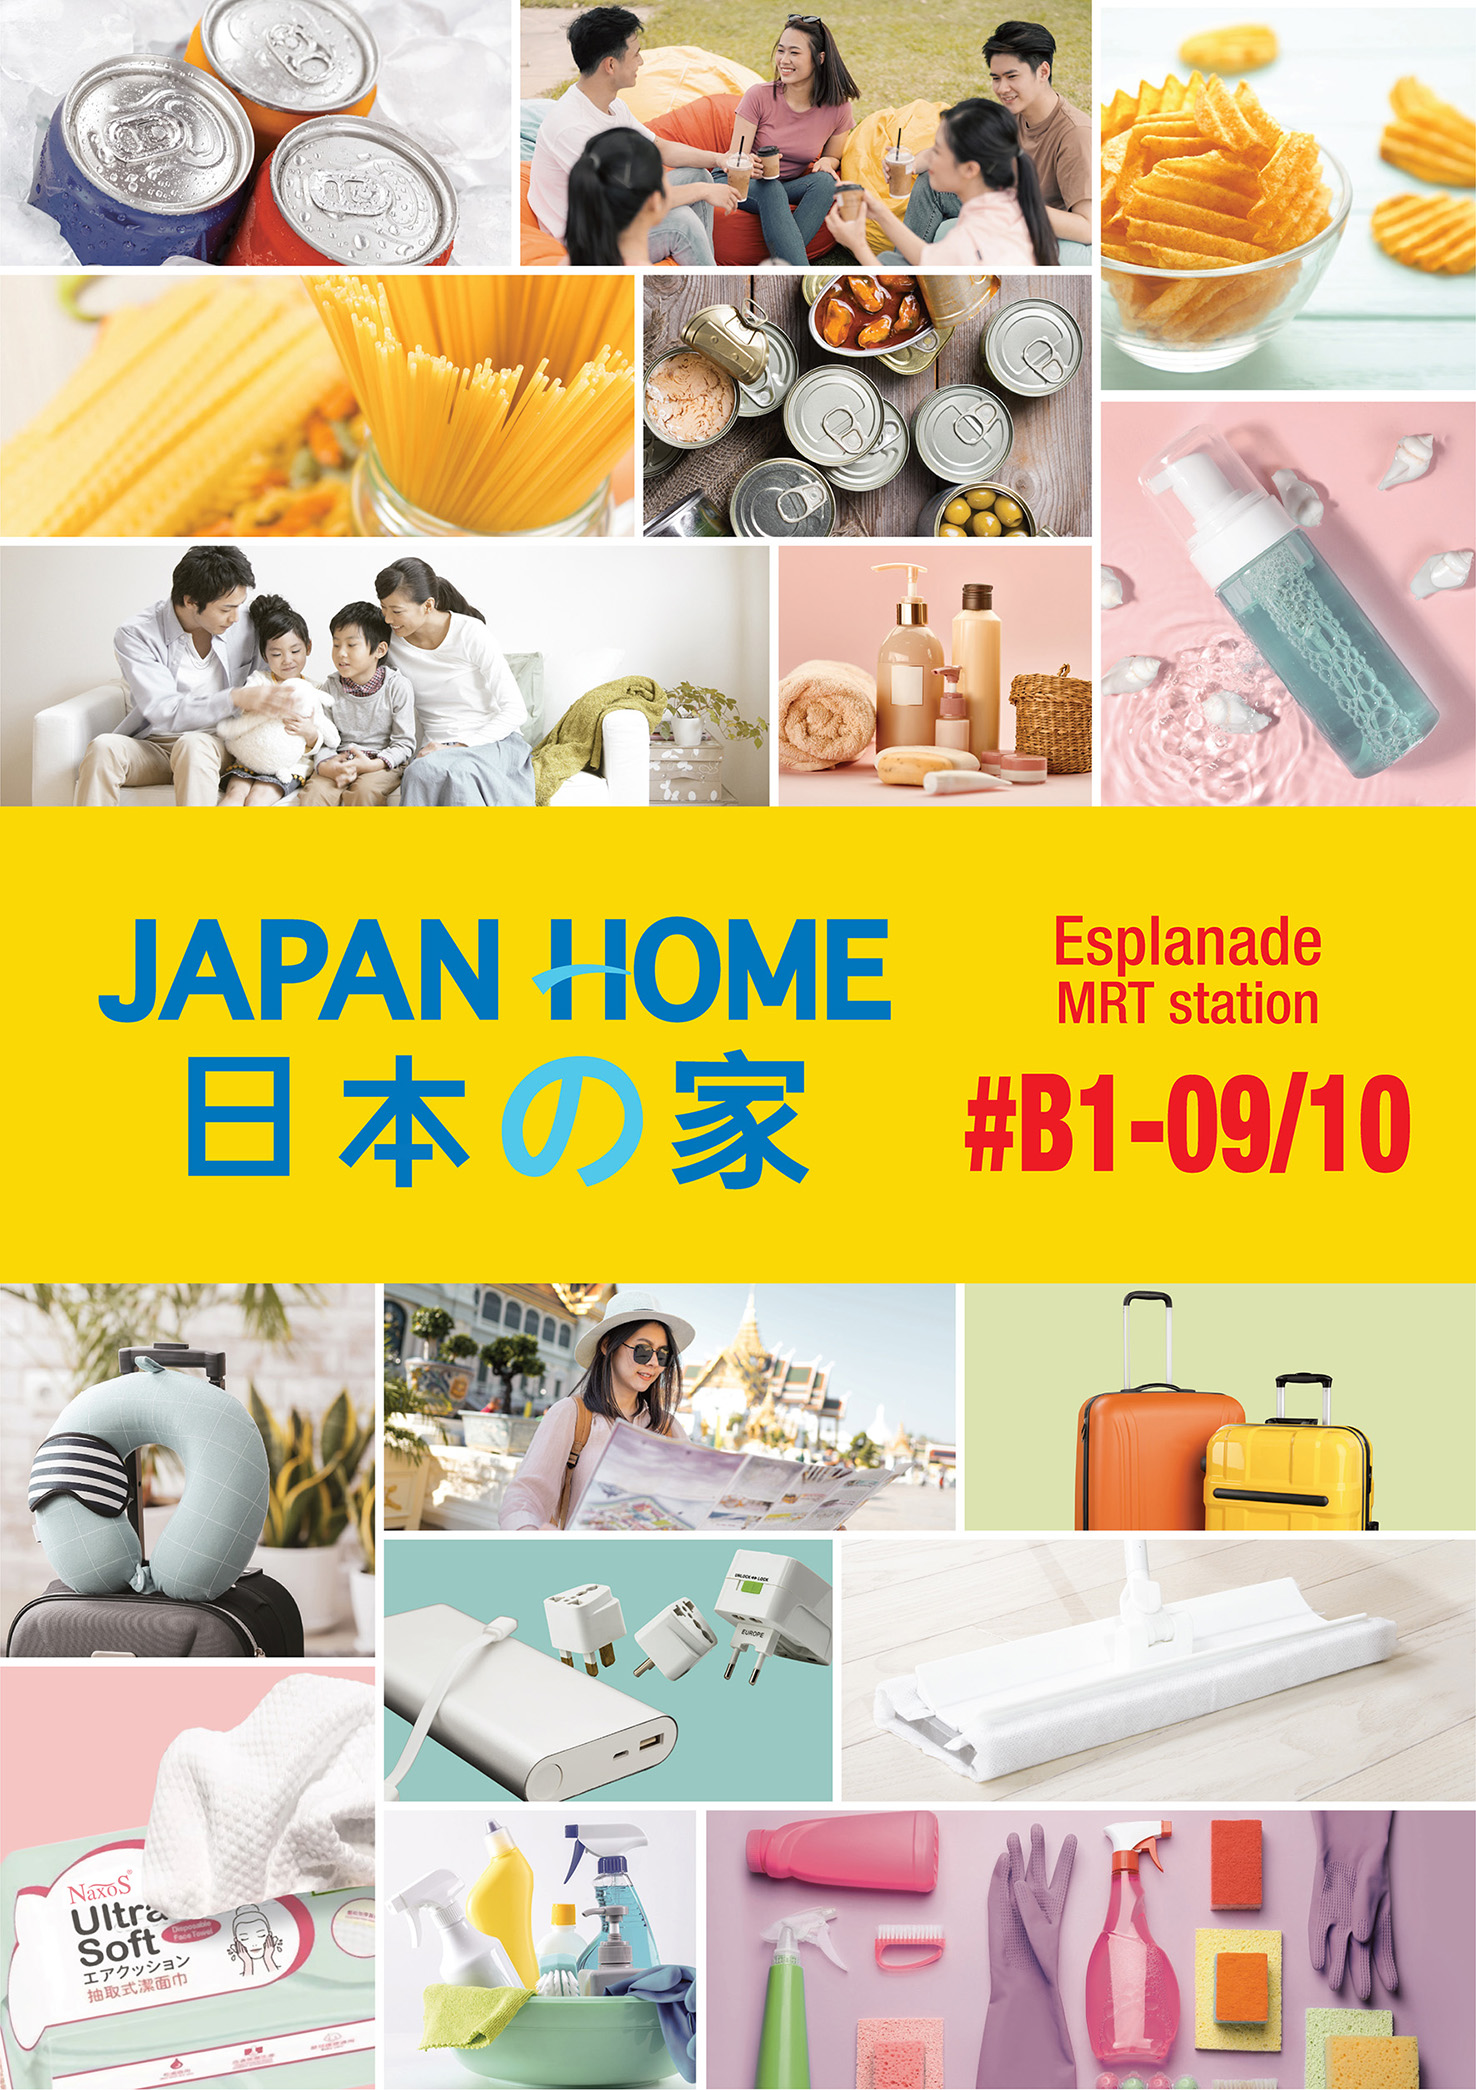 JAPAN HOME
日本の家
Esplanade
MRT station
#B1-09/10
UNLOCK LOCK
EUROPE
NaxoS®
Ultra
Soft
Disposable
Face Towel
エアクッション
抽取式潔面巾